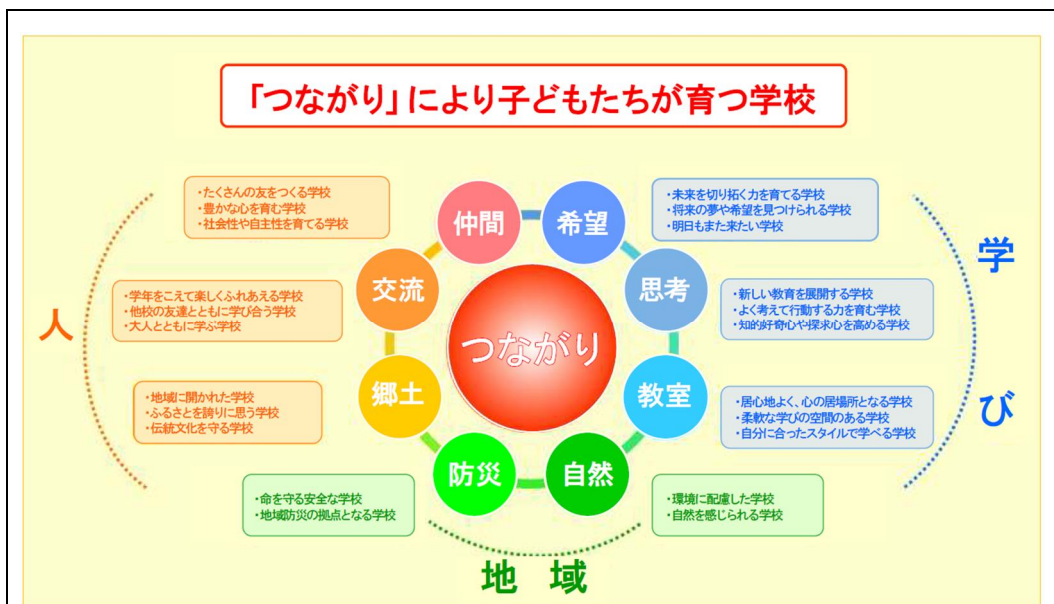 「つながり」により子どもたちが育つ学校
・たくさんの友をつくる学校
・豊かな心を育む学校
・社会性や自主性を育てる学校
仲間
希望
・未来を切り拓く力を育てる学校
・将来の夢や希望を見つけられる学校
・明日もまた来たい学校
人
・学年をこえて楽しくふれあえる学校
・他校の友達とともに学び合う学校
・大人とともに学ぶ学校
交流
つながり
思考
・新しい教育を展開する学校
・よく考えて行動する力を育む学校
・知的好奇心や探求心を高める学校
学び
・地域に開かれた学校
・ふるさとを誇りに思う学校
・伝統文化を守る学校
郷土
教室
・居心地よく、心の居場所となる学校
・柔軟な学びの空間のある学校
・自分に合ったスタイルで学べる学校
・命を守る安全な学校
・地域防災の拠点となる学校
防災
自然
・環境に配慮した学校
・自然を感じられる学校
地 域